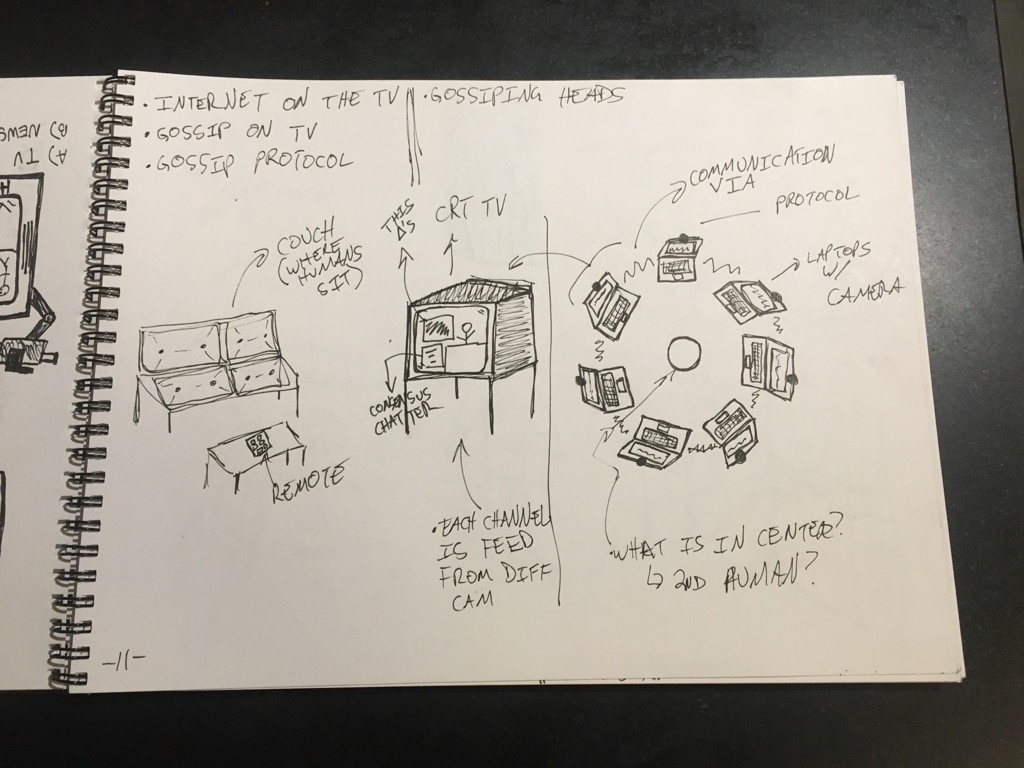 · INTERNET ON THE TV
· GOSSIP ON TV
· GOSSIP PROTOCOL
· GOSSIPING HEADS
COUCH
(WHERE
HUMANS
SIT)
THIS
CRT TV
CONSENSUS
CHATTER
REMOTE
· EACH CHANNEL
IS FEED
FROM DIFF
CAM
COMMUNICATION
VIA
PROTOCOL
LAPTOPS
W/
CAMERA
· WHAT IS IN CENTER?
↳ 2ND HUMAN?
-11-
A) TV
B) NEWS